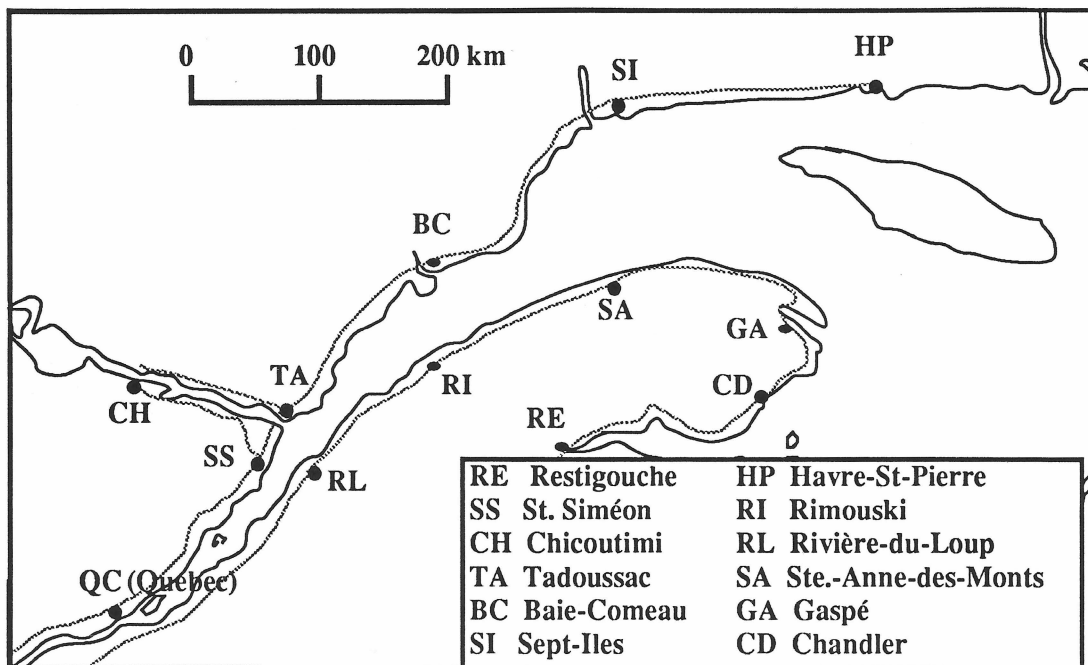 0 100 200 km
HP
SI
BC
SA
GA
TA
CH
RI
CD
RE
SS
RL
QC (Québec)
RE Restigouche HP Havre-St-Pierre
SS St. Siméon RI Rimouski
CH Chicoutimi RL Rivière-du-Loup
TA Tadoussac SA Ste.-Anne-des-Monts
BC Baie-Comeau GA Gaspé
SI Sept-Iles CD Chandler